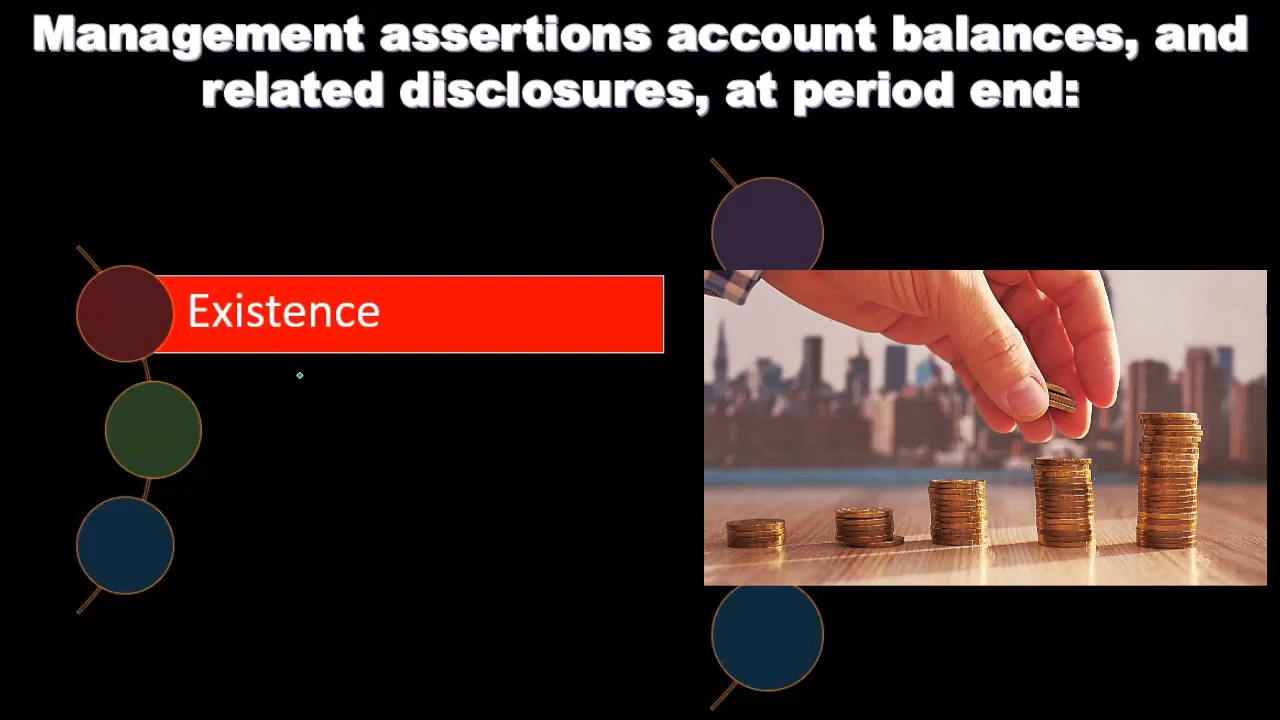 Management assertions account balances, and
related disclosures, at period end:
Existence